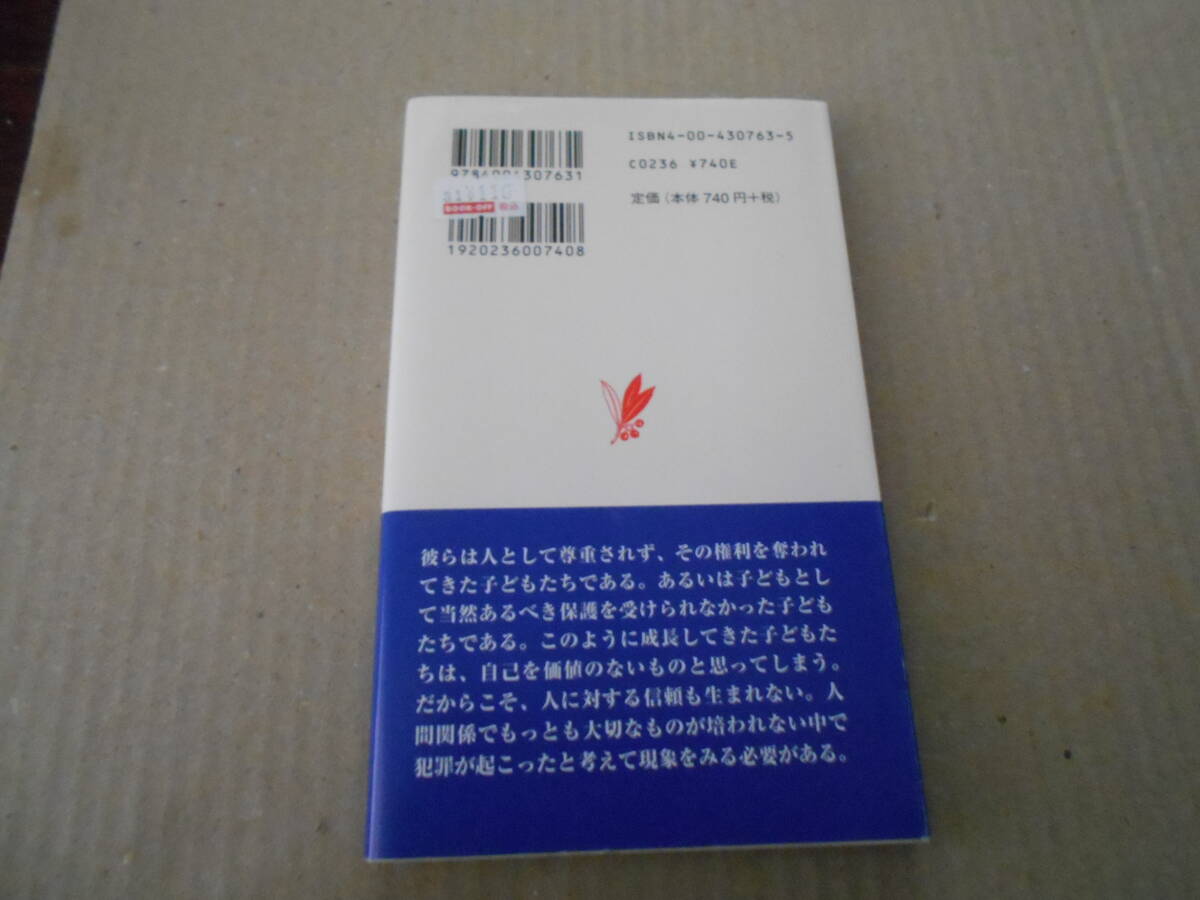 ISBN4-00-430763-5
C0236 ¥740E
定価（本体 740 円＋税）
307631
BOOK-OFF 税込
1920236007408
彼らは人として尊重されず、その権利を奪われ
てきた子どもたちである。あるいは子どもとし
て当然あるべき保護を受けられなかった子ども
たちである。このように成長してきた子どもた
ちは、自己を価値のないものと思ってしまう。
だからこそ、人に対する信頼も生まれない。人
間関係でもっとも大切なものが培われない中で
犯罪が起こったと考えて現象をみる必要がある。